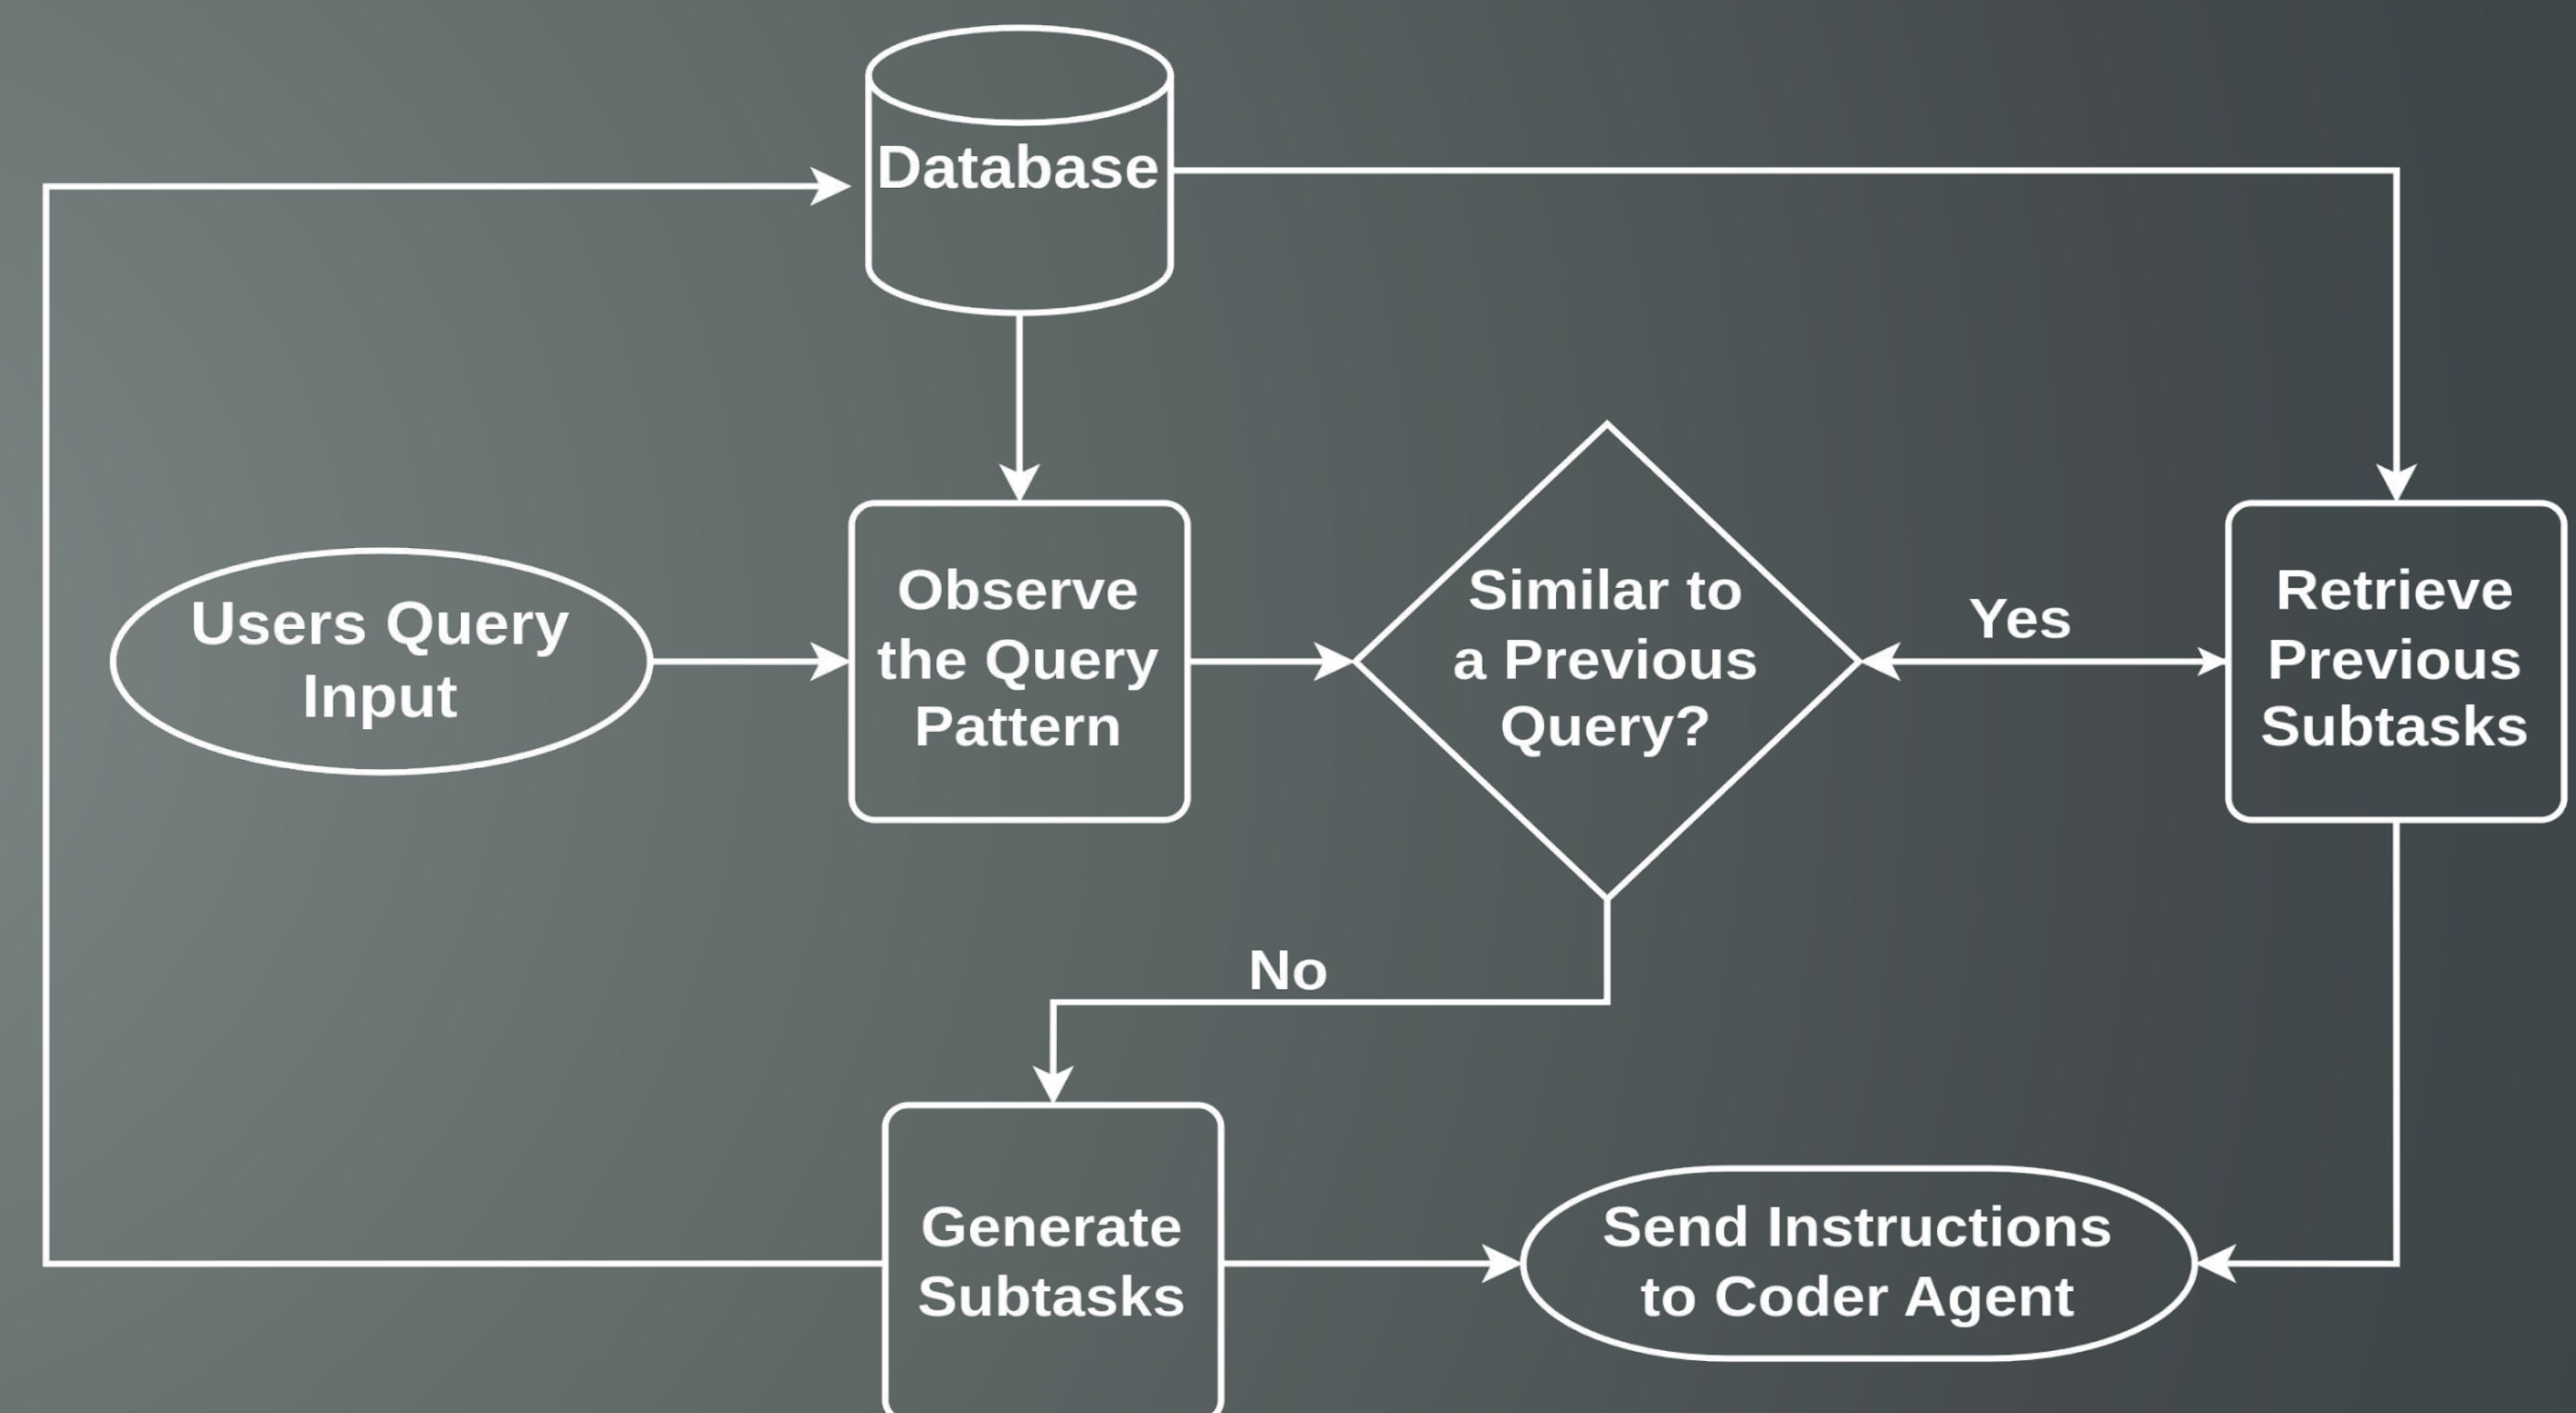 Database
Users Query
Input
Observe
the Query
Pattern
Similar to
a Previous
Query?
Yes
Retrieve
Previous
Subtasks
No
Generate
Subtasks
Send Instructions
to Coder Agent